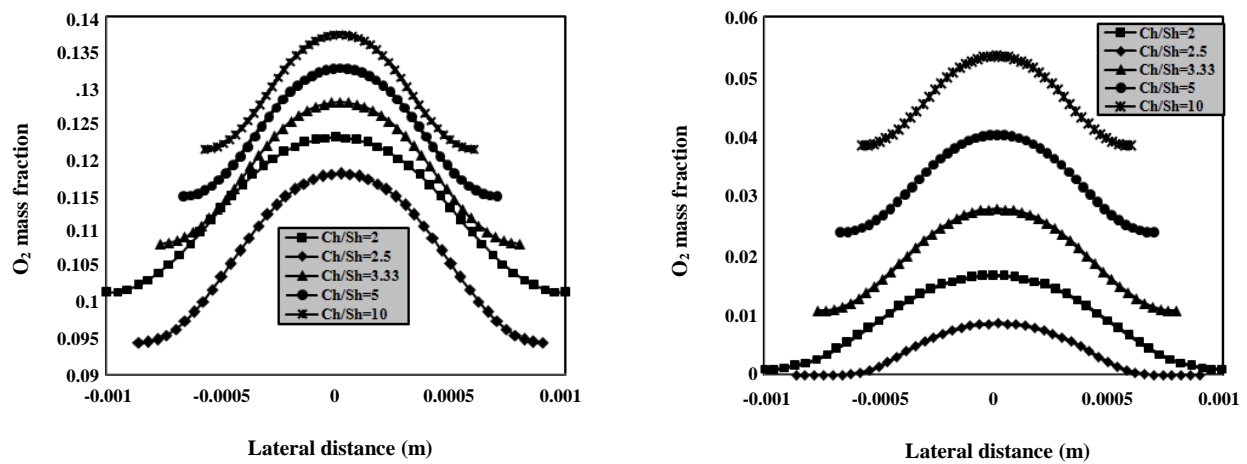 0.14
0.135
0.13
0.125
0.12
0.115
0.11
0.105
0.1
0.095
0.09
O2 mass fraction
Ch/Sh=2
Ch/Sh=2.5
Ch/Sh=3.33
Ch/Sh=5
Ch/Sh=10
-0.001
-0.0005
0
0.0005
0.001
Lateral distance (m)
0.06
0.05
0.04
0.03
0.02
0.01
0
O2 mass fraction
Ch/Sh=2
Ch/Sh=2.5
Ch/Sh=3.33
Ch/Sh=5
Ch/Sh=10
-0.001
-0.0005
0
0.0005
0.001
Lateral distance (m)